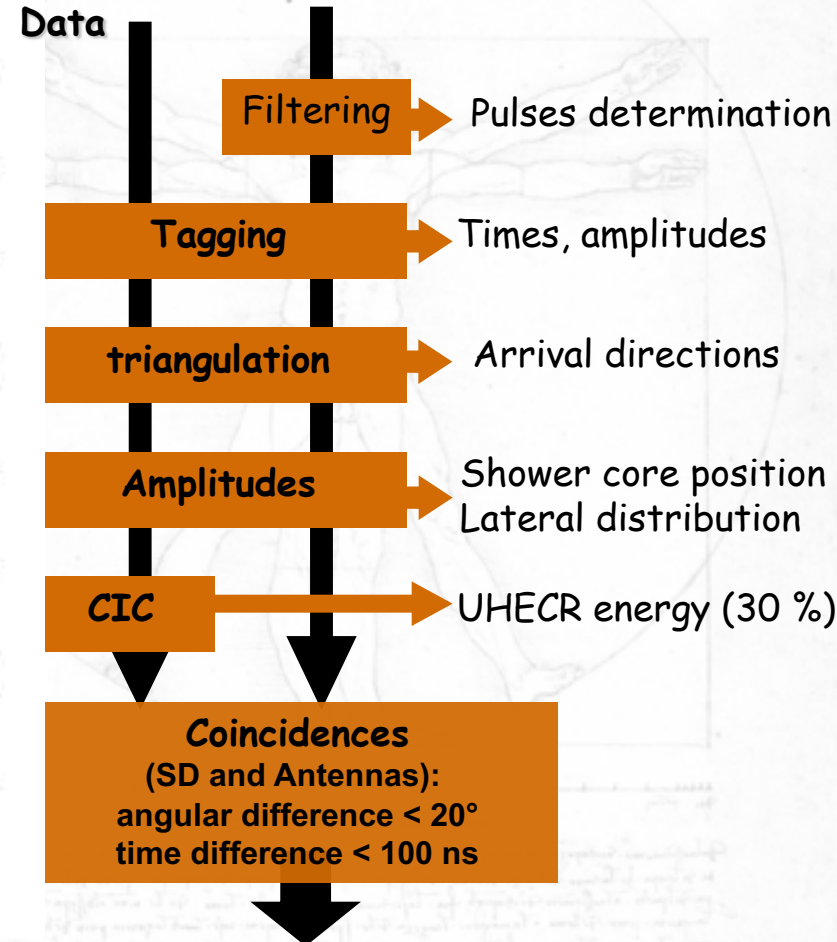 Data
Filtering
Pulses determination
Tagging
Times, amplitudes
triangulation
Arrival directions
Amplitudes
Shower core position
Lateral distribution
CIC
UHECR energy (30 %)
Coincidences
(SD and Antennas):
angular difference < 20°
time difference < 100 ns